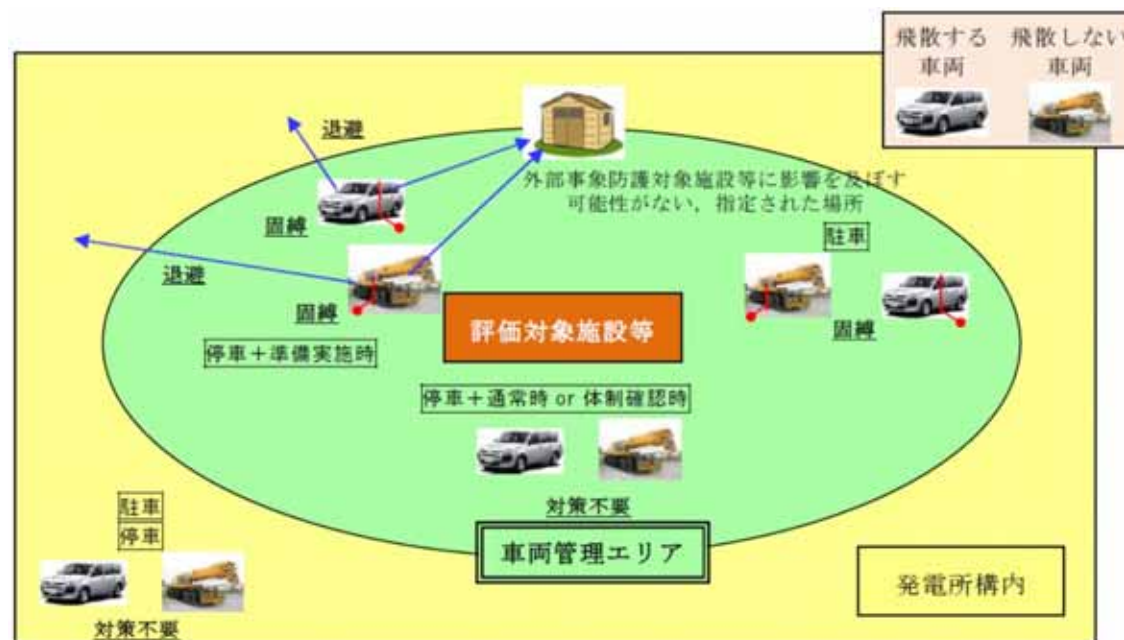 飛散する 飛散しない
車両 車両
退避
外部事象防護対象施設等に影響を及ぼす
可能性がない，指定された場所
固縛
駐車
退避
固縛
固縛
評価対象施設等
停車＋準備実施時
停車＋通常時 or 体制確認時
対策不要
駐車
停車
車両管理エリア
発電所構内
対策不要